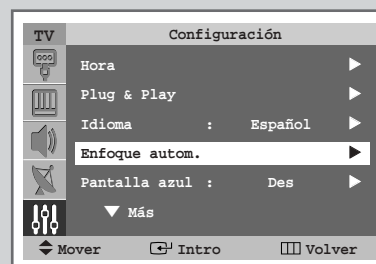 TV Configuración
Hora
Plug & Play
Idioma : Español
Enfoque autom.
Pantalla azul : Des
Más
Mover Intro Volver